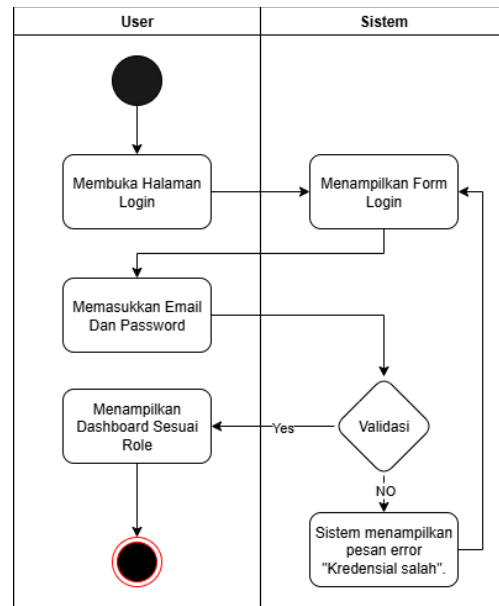 User
Sistem
Membuka Halaman
Login
Menampilkan Form
Login
Memasukkan Email
Dan Password
Menampilkan
Dashboard Sesuai
Role
Yes
Validasi
NO
Sistem menampilkan
pesan error
"Kredensial salah".